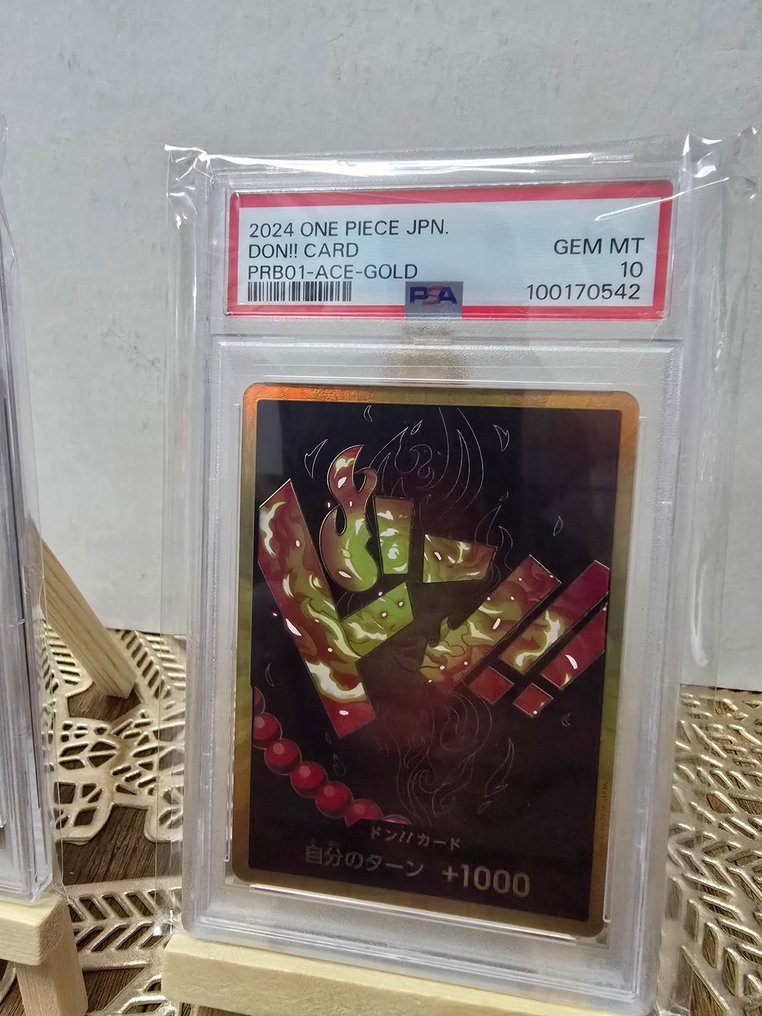 2024 ONE PIECE JPN.
DON!! CARD
GEM MT
PRB01-ACE-GOLD
10
PSA
100170542
ドン!!
ドン!!カード
自分のターン +1000